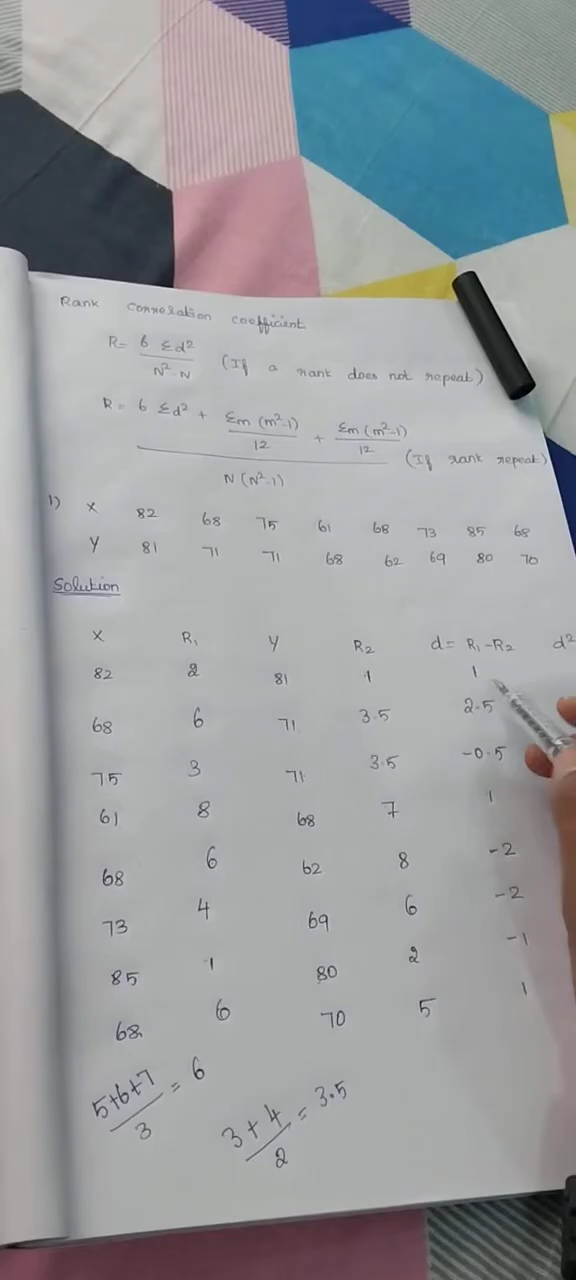 Rank Correlation coefficient
R= 6 Σd²
N²-N (If a rank does not repeat)
R= 6 Σd² + Σm (m²-1) + Σm (m²-1)
12 12
N (N²-1) (If rank repeat)
1) X 82 68 75 61 68 73 85 68
Y 81 71 71 68 62 69 80 70
Solution
X R₁ Y R₂ d= R₁-R₂ d²
82 2 81 1 1
68 6 71 3.5 2.5
75 3 71 3.5 -0.5
61 8 68 7 1
68 6 62 8 -2
73 4 69 6 -2
85 1 80 2 -1
68 6 70 5 1
5+6+7 = 6
3
3 + 4 = 3.5
2